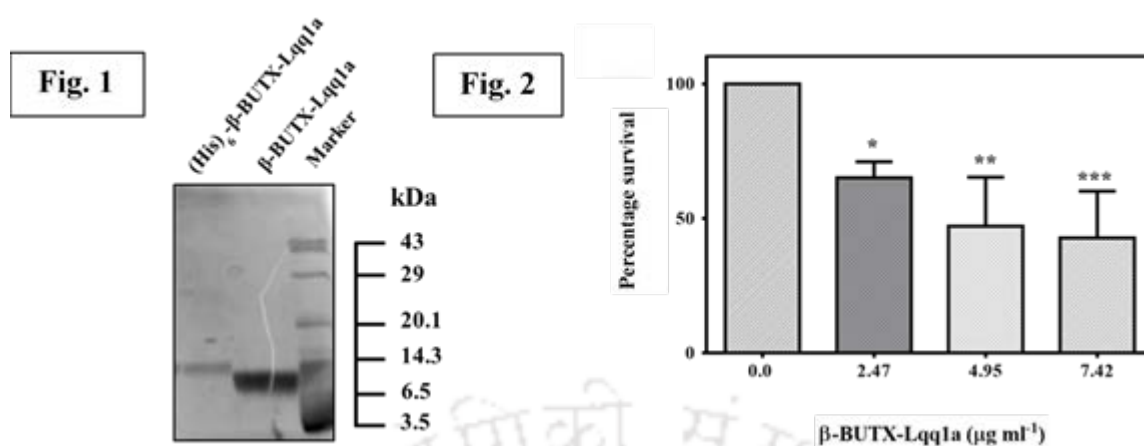 Fig. 1
(His)6-β-BUTX-Lqq1a
β-BUTX-Lqq1a
Marker
kDa
43
29
20.1
14.3
6.5
3.5
Fig. 2
Percentage survival
100
50
0
*
**
***
0.0 2.47 4.95 7.42
β-BUTX-Lqq1a (μg ml-1)